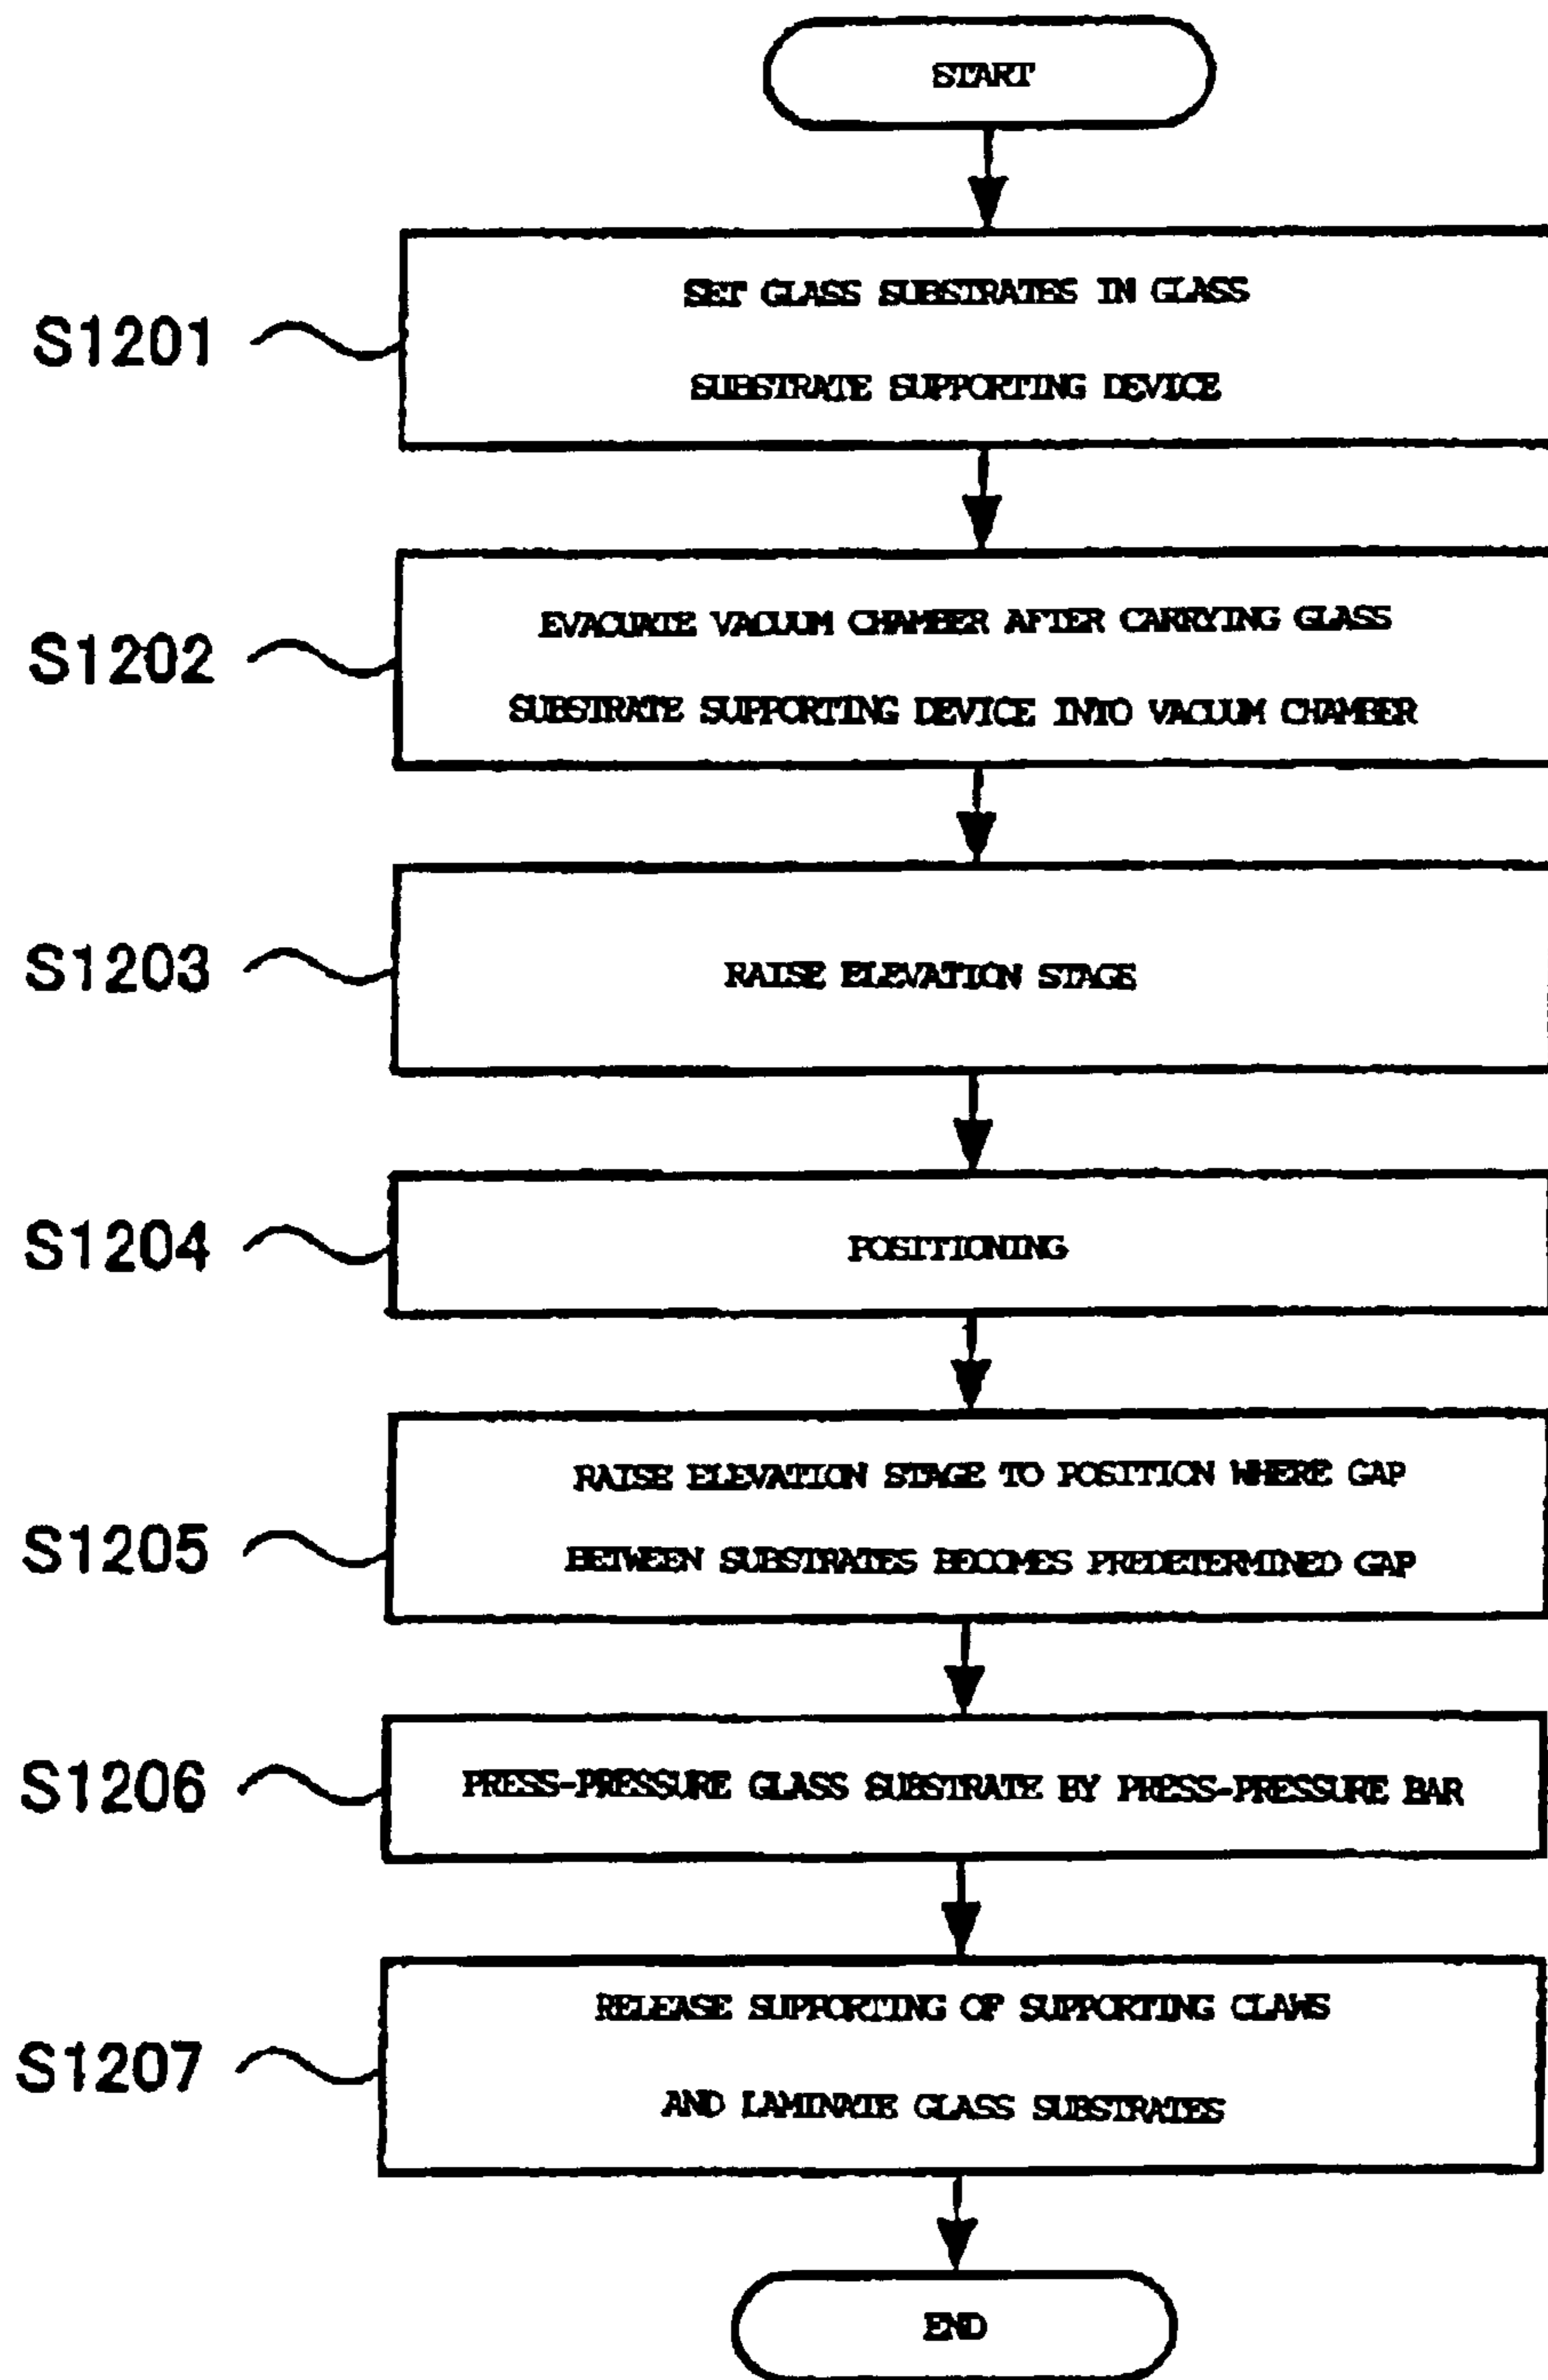 START
S1201
SET GLASS SUBSTRATES IN GLASS
SUBSTRATE SUPPORTING DEVICE
S1202
EVACUATE VACUUM CHAMBER AFTER CARRYING GLASS
SUBSTRATE SUPPORTING DEVICE INTO VACUUM CHAMBER
S1203
RAISE ELEVATION STAGE
S1204
POSITIONING
S1205
RAISE ELEVATION STAGE TO POSITION WHERE GAP
BETWEEN SUBSTRATES BECOMES PREDETERMINED GAP
S1206
PRESS-PRESSURE GLASS SUBSTRATE BY PRESS-PRESSURE BAR
S1207
RELEASE SUPPORTING OF SUPPORTING CLAWS
AND LAMINATE GLASS SUBSTRATES
END